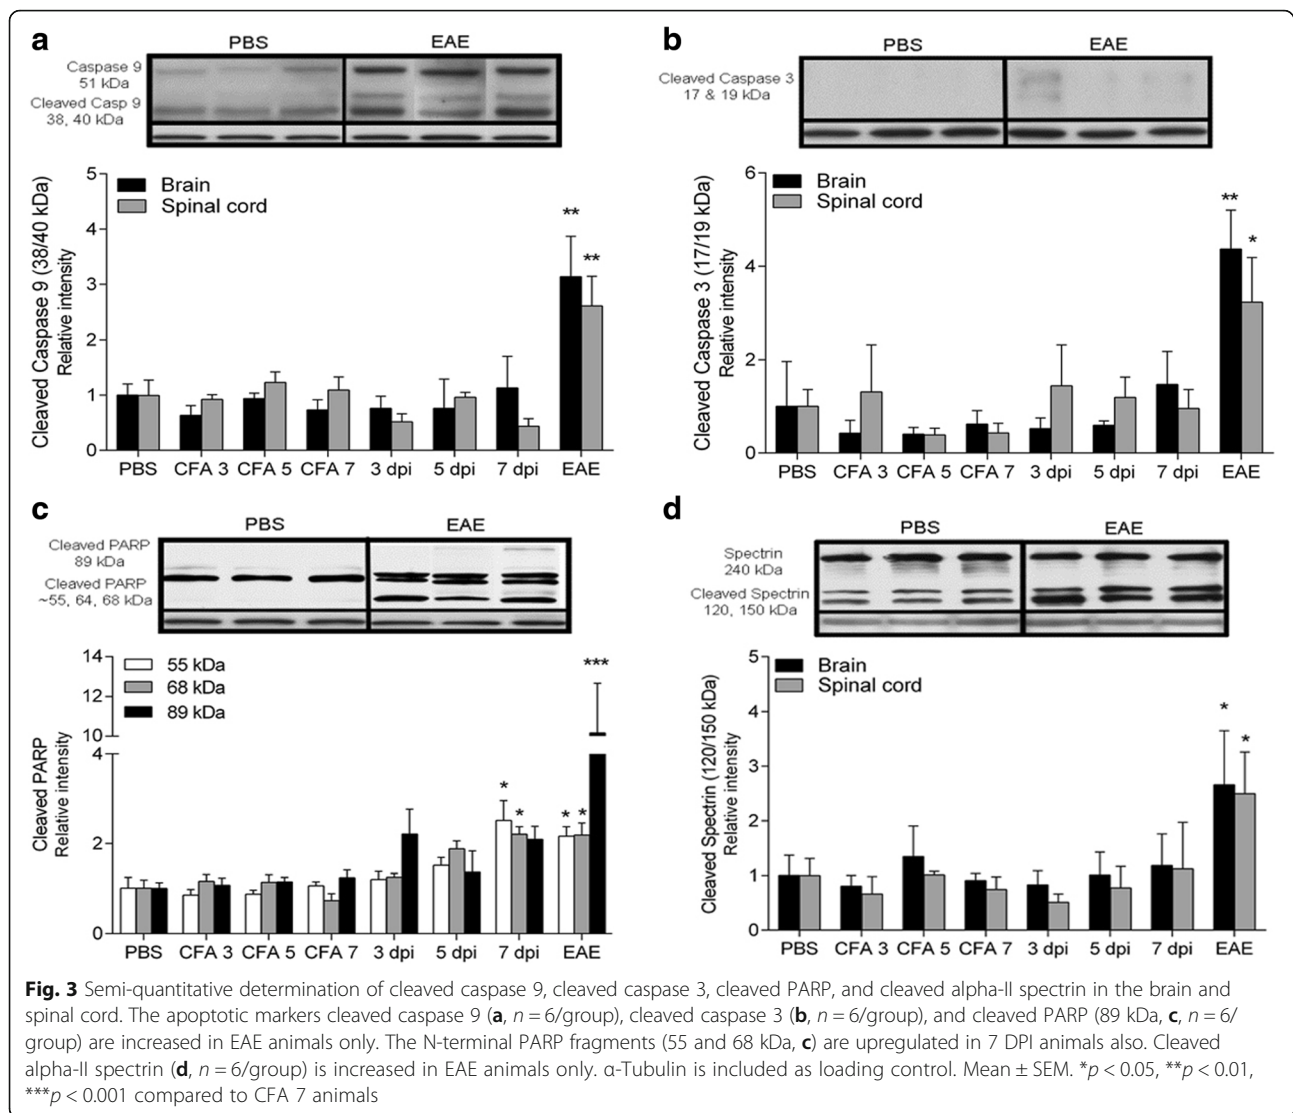 a
PBS EAE
Caspase 9
51 kDa
Cleaved Casp 9
38, 40 kDa
Cleaved Caspase 9 (38/40 kDa)
Relative intensity
5
4
3
2
1
0
Brain
Spinal cord
** **
PBS CFA 3 CFA 5 CFA 7 3 dpi 5 dpi 7 dpi EAE
b
PBS EAE
Cleaved Caspase 3
17 & 19 kDa
Cleaved Caspase 3 (17/19 kDa)
Relative intensity
6
4
2
0
Brain
Spinal cord
** *
PBS CFA 3 CFA 5 CFA 7 3 dpi 5 dpi 7 dpi EAE
c
PBS EAE
Cleaved PARP
89 kDa
Cleaved PARP
~55, 64, 68 kDa
Cleaved PARP
Relative intensity
14
12
10
4
2
0
55 kDa
68 kDa
89 kDa
* * * * ***
PBS CFA 3 CFA 5 CFA 7 3 dpi 5 dpi 7 dpi EAE
d
PBS EAE
Spectrin
240 kDa
Cleaved Spectrin
120, 150 kDa
Cleaved Spectrin (120/150 kDa)
Relative intensity
5
4
3
2
1
0
Brain
Spinal cord
* *
PBS CFA 3 CFA 5 CFA 7 3 dpi 5 dpi 7 dpi EAE
Fig. 3 Semi-quantitative determination of cleaved caspase 9, cleaved caspase 3, cleaved PARP, and cleaved alpha-II spectrin in the brain and
spinal cord. The apoptotic markers cleaved caspase 9 (a, n = 6/group), cleaved caspase 3 (b, n = 6/group), and cleaved PARP (89 kDa, c, n = 6/
group) are increased in EAE animals only. The N-terminal PARP fragments (55 and 68 kDa, c) are upregulated in 7 DPI animals also. Cleaved
alpha-II spectrin (d, n = 6/group) is increased in EAE animals only. α-Tubulin is included as loading control. Mean ± SEM. *p < 0.05, **p < 0.01,
***p < 0.001 compared to CFA 7 animals